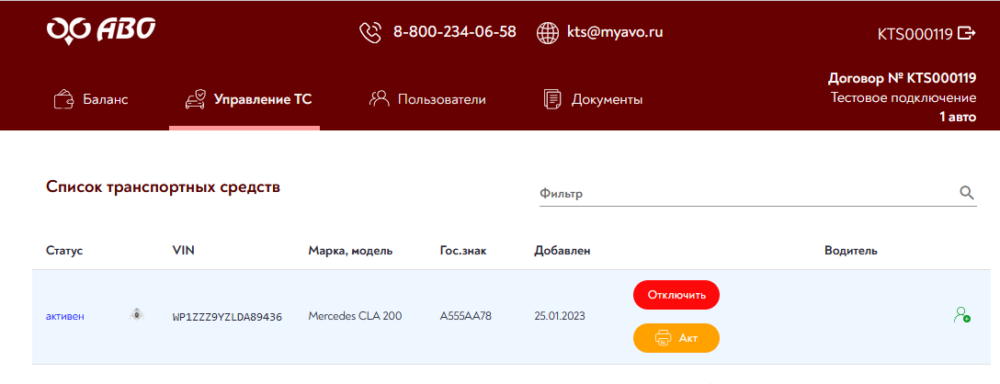 АВО
8-800-234-06-58
kts@myavo.ru
KTS000119
Баланс
Управление ТС
Пользователи
Документы
Договор № KTS000119
Тестовое подключение
1 авто
Список транспортных средств
Фильтр
Статус VIN Марка, модель Гос.знак Добавлен Водитель
активен WP1ZZZ9YZLDA89436 Mercedes CLA 200 А555АА78 25.01.2023
Отключить
Акт